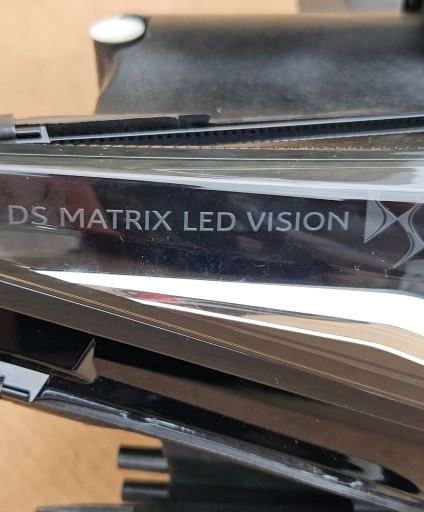 DS MATRIX LED VISION